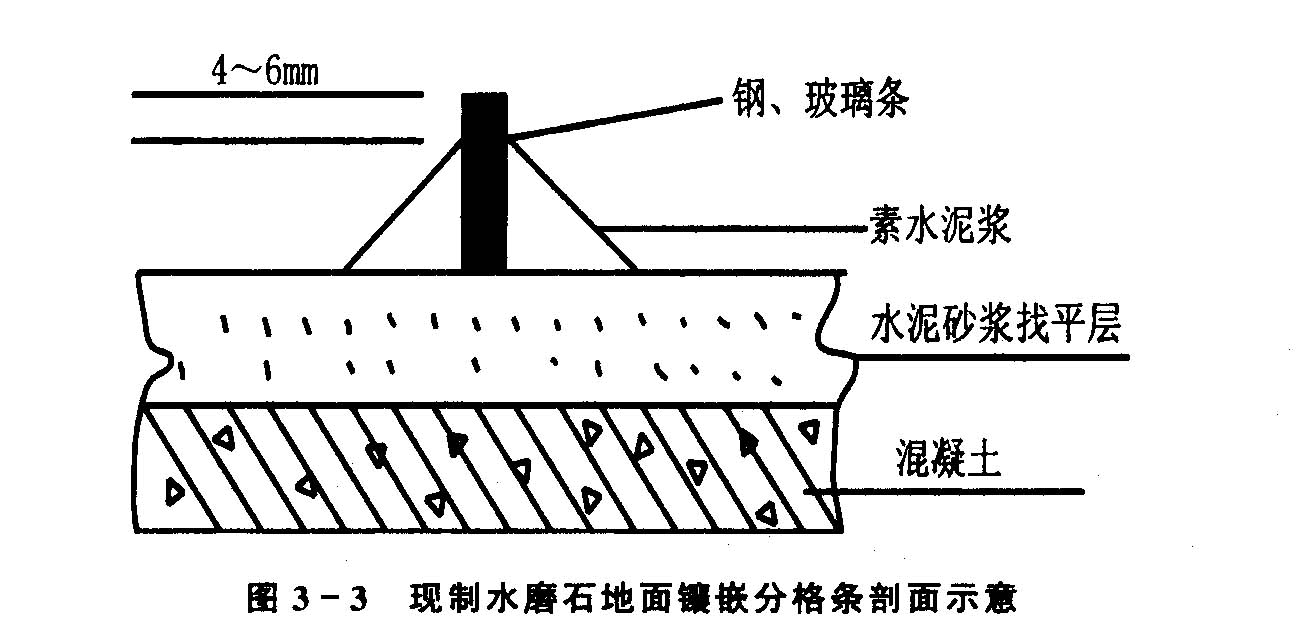 4～6mm
钢、玻璃条
素水泥浆
水泥砂浆找平层
混凝土
图 3-3 现制水磨石地面镶嵌分格条剖面示意